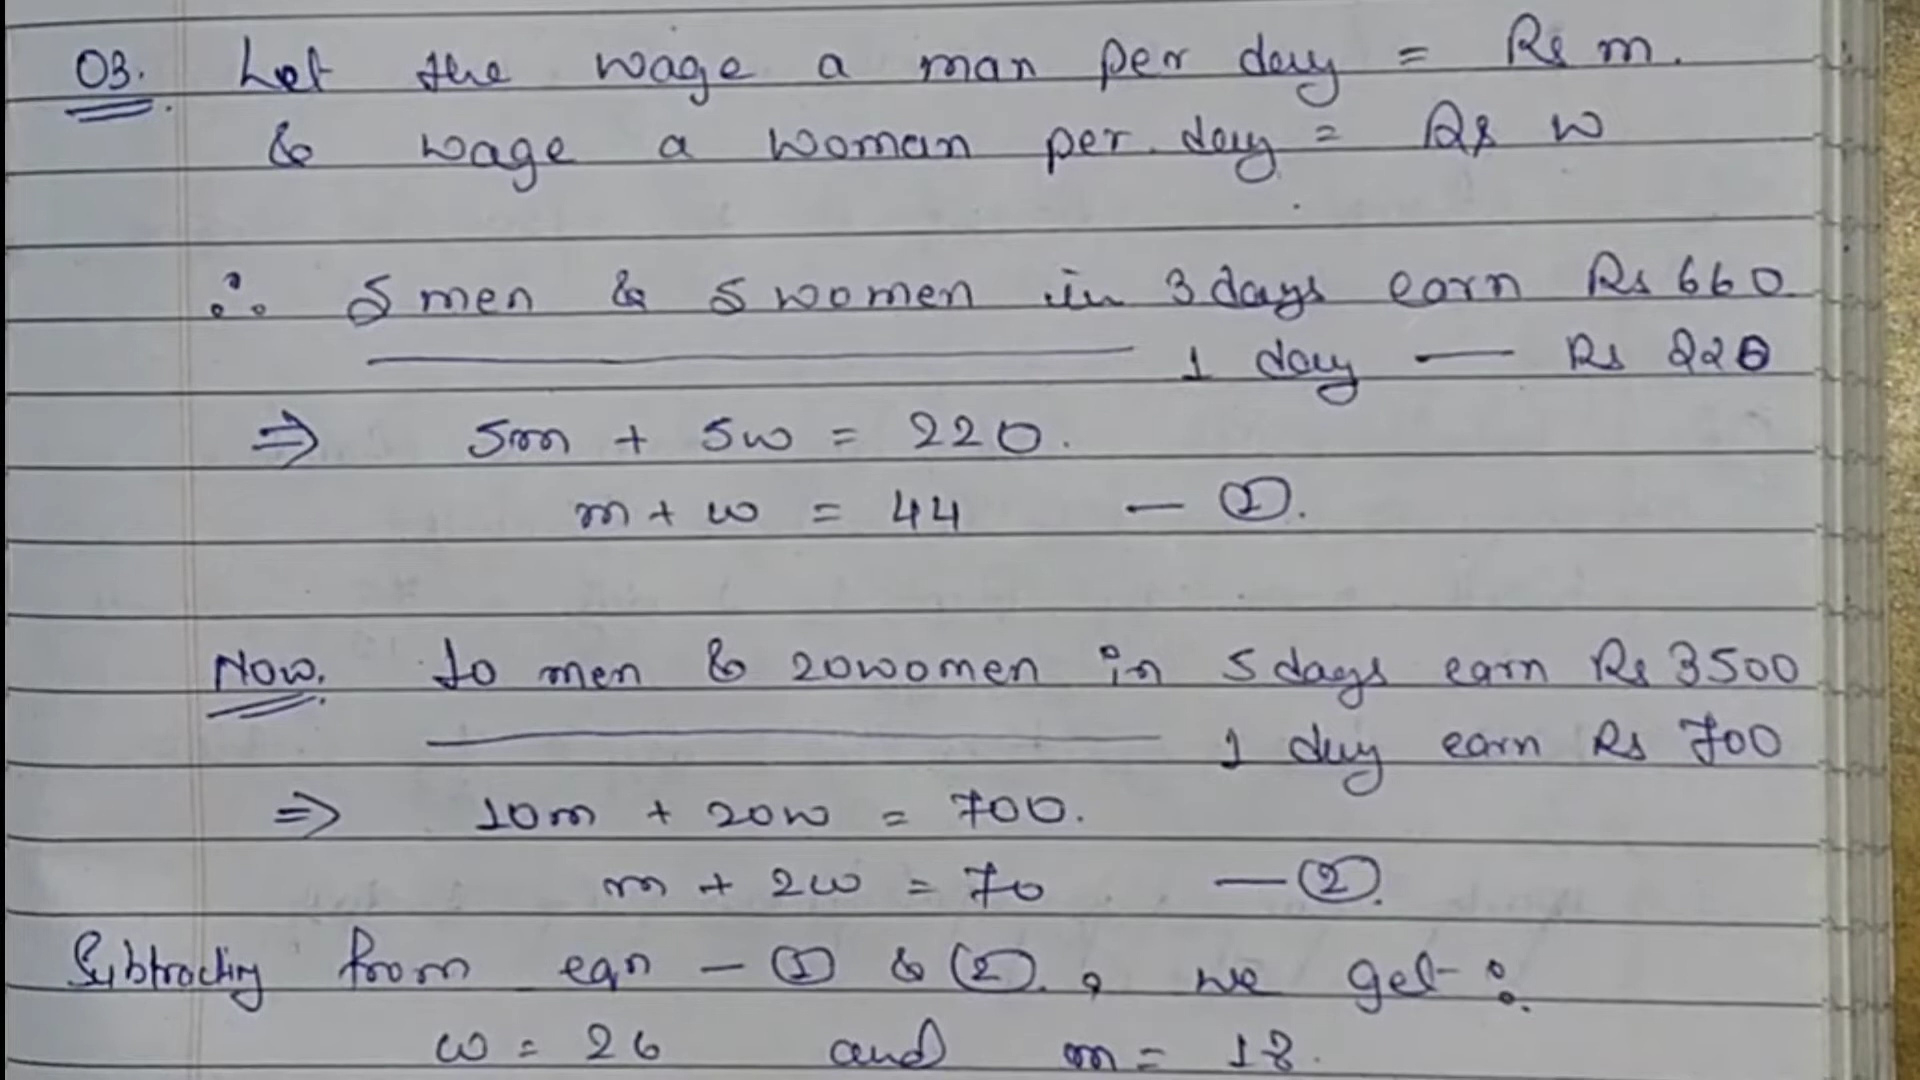 03. Let the wage a man per day = Rs m.
& wage a woman per day = Rs w
∴ 5 men & 5 women in 3 days earn Rs 660
1 day — Rs 220
⇒ 5m + 5w = 220.
m + w = 44 — ①.
Now. 10 men & 20 women in 5 days earn Rs 3500
1 day earn Rs 700
⇒ 10m + 20w = 700.
m + 2w = 70 — ②.
Subtracting from eqn - ① & ②, we get :
w = 26 and m = 18.